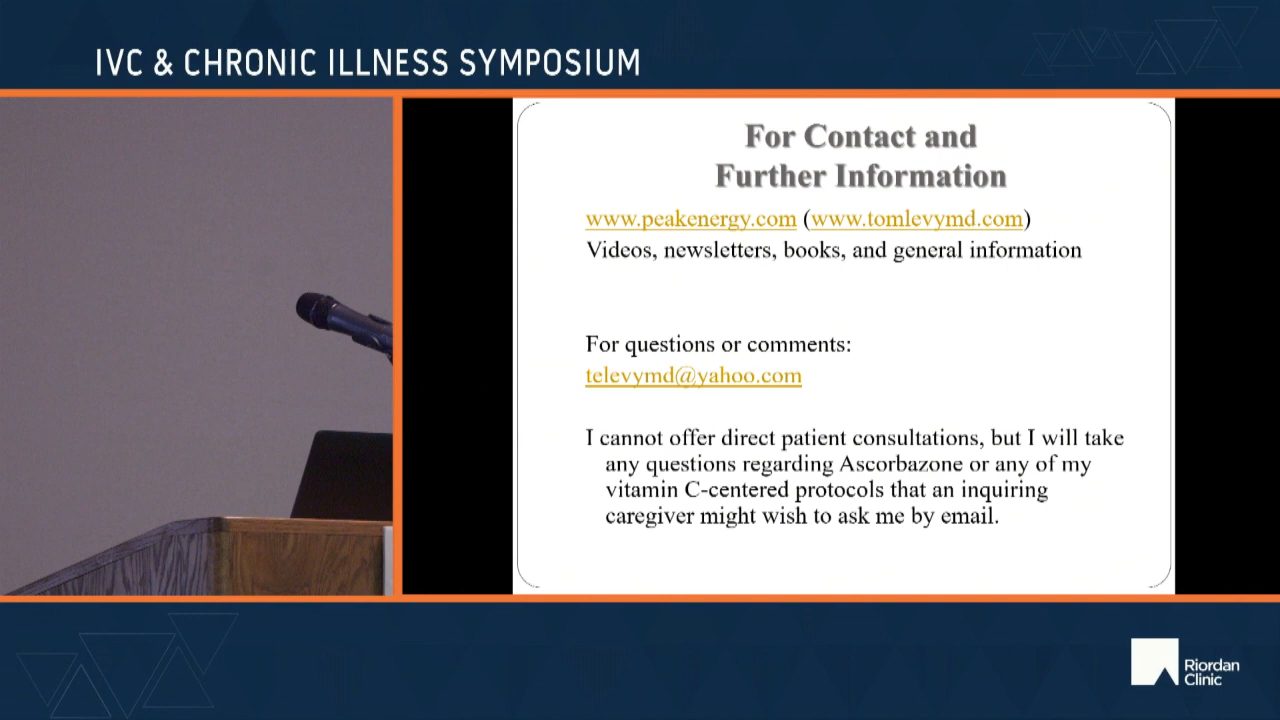 IVC & CHRONIC ILLNESS SYMPOSIUM
For Contact and
Further Information
www.peakenergy.com (www.tomlevymd.com)
Videos, newsletters, books, and general information
For questions or comments:
televymd@yahoo.com
I cannot offer direct patient consultations, but I will take
any questions regarding Ascorbazone or any of my
vitamin C-centered protocols that an inquiring
caregiver might wish to ask me by email.
Riordan
Clinic